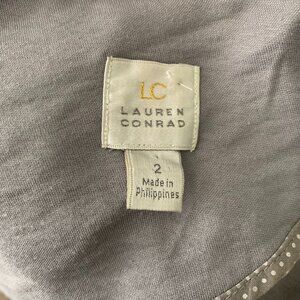 LC
LAUREN
CONRAD
2
Made in
Philippines